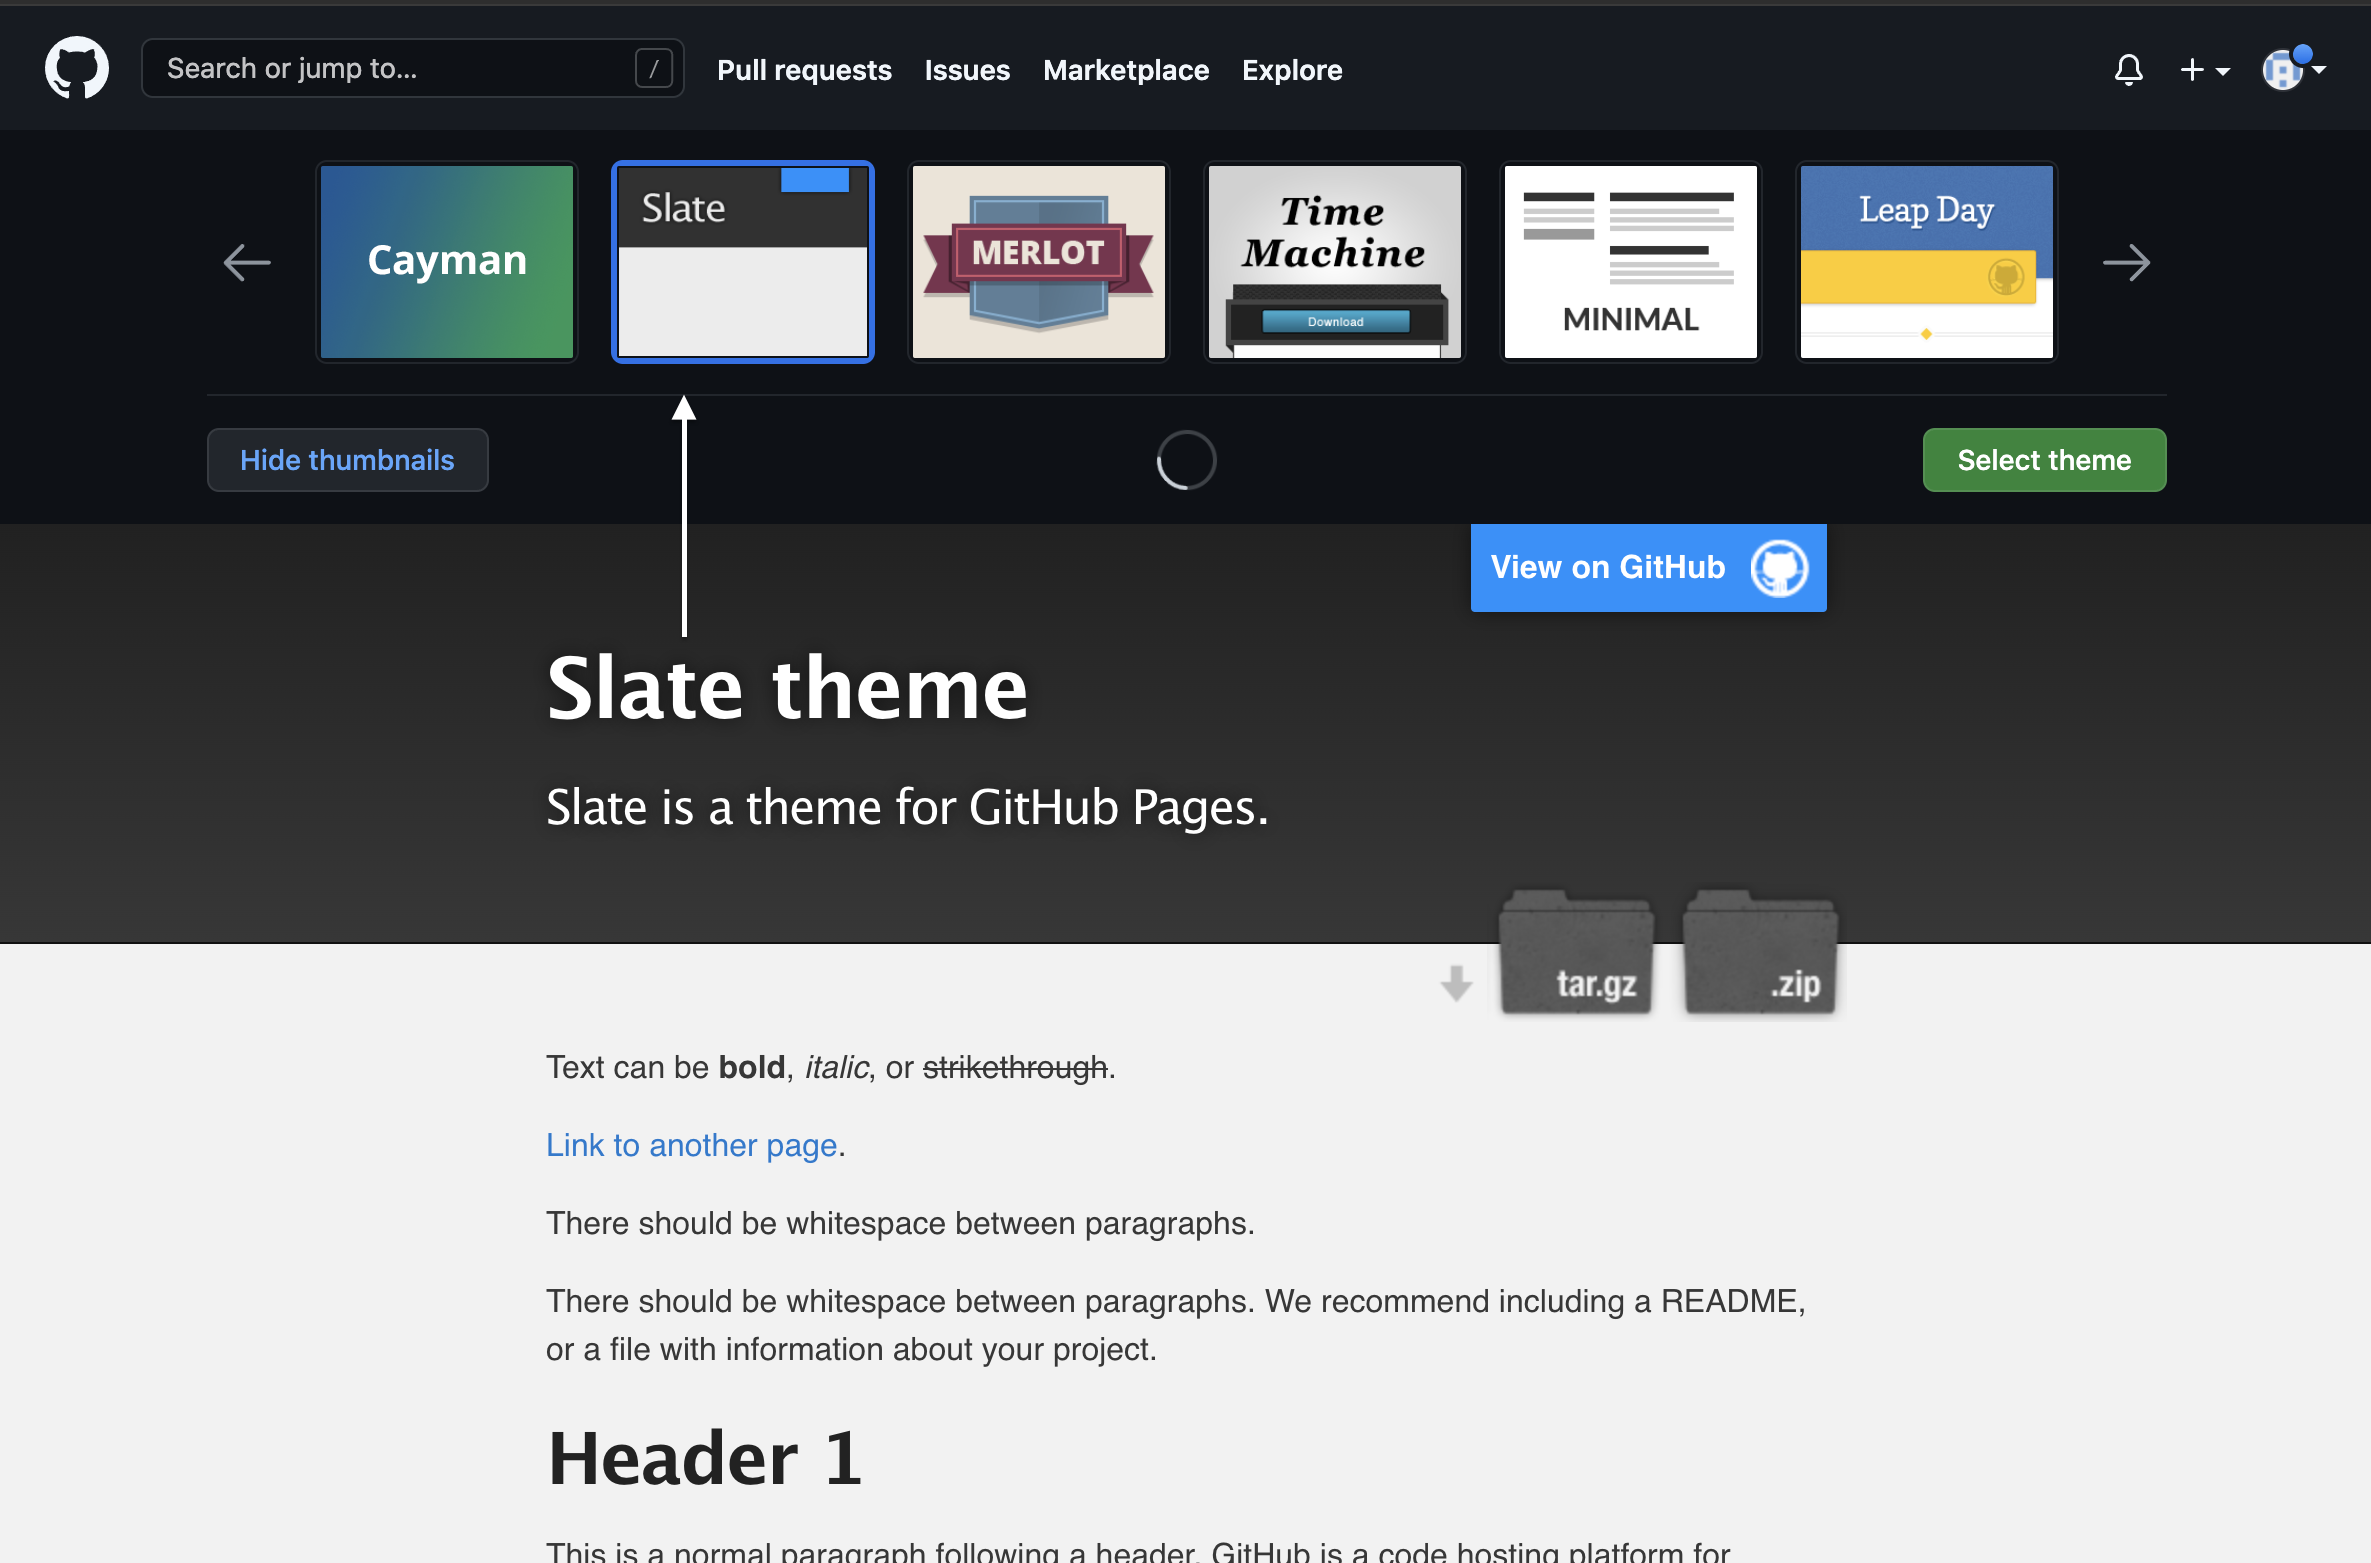 Search or jump to...
/
Pull requests
Issues
Marketplace
Explore
Cayman
Slate
MERLOT
Time
Machine
Download
MINIMAL
Leap Day
Hide thumbnails
Select theme
View on GitHub
Slate theme
Slate is a theme for GitHub Pages.
tar.gz
.zip
Text can be bold, italic, or strikethrough.
Link to another page.
There should be whitespace between paragraphs.
There should be whitespace between paragraphs. We recommend including a README,
or a file with information about your project.
Header 1
This is a normal paragraph following a header. GitHub is a code hosting platform for